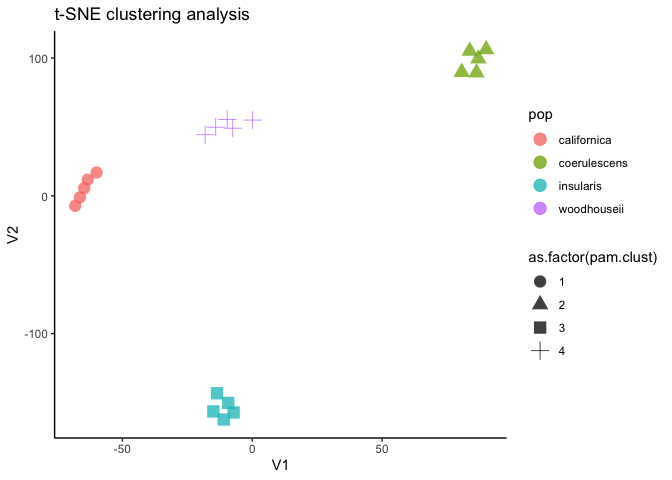 t-SNE clustering analysis
V2
100
0
-100
-50
0
50
V1
pop
californica
coerulescens
insularis
woodhouseii
as.factor(pam.clust)
1
2
3
4